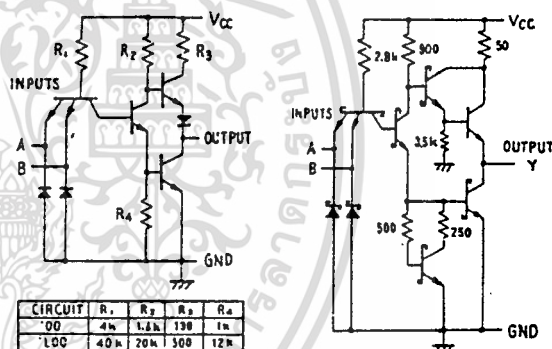 Vcc
R1
R2
R3
INPUTS
A
B
OUTPUT
R4
GND
CIRCUIT R1 R2 R3 R4
'00 4k 1.6k 130 1k
'L00 40k 20k 500 12k
Vcc
2.8k
900
50
INPUTS
A
B
3.5k
OUTPUT
Y
500
250
GND